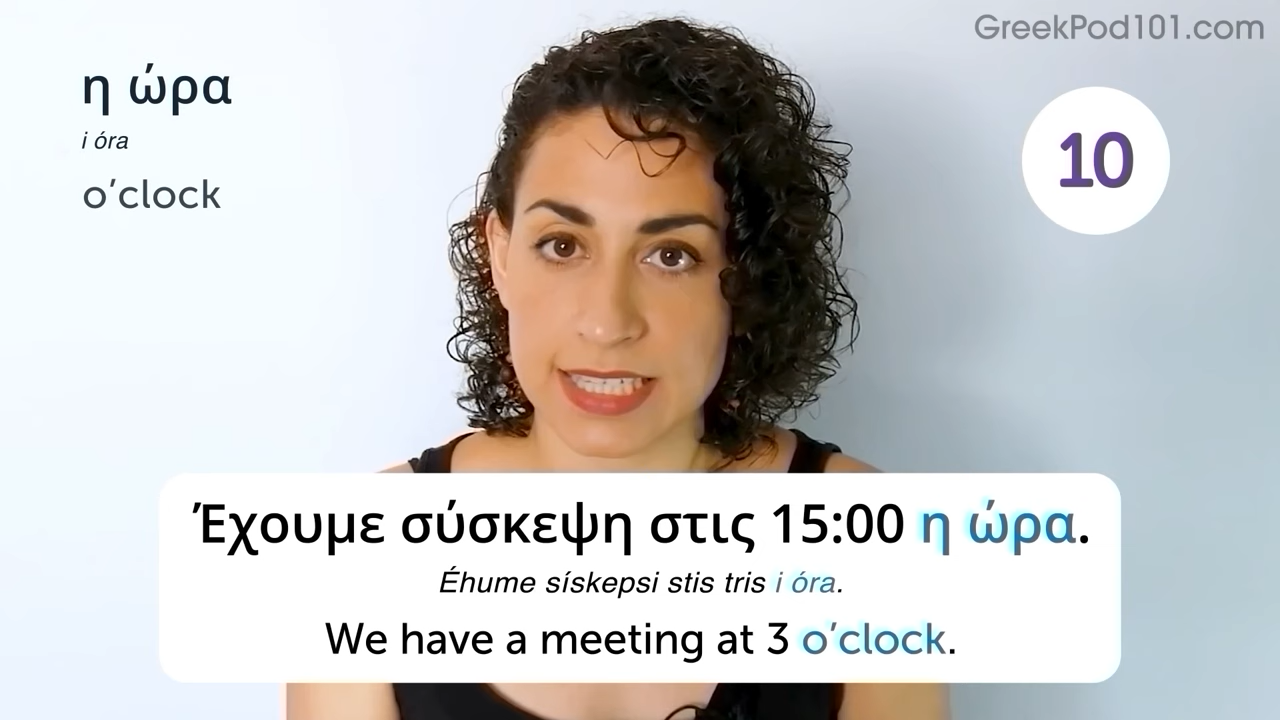 GreekPod101.com
η ώρα
i óra
o'clock
10
Έχουμε σύσκεψη στις 15:00 η ώρα.
Éhume sískepsi stis tris i óra.
We have a meeting at 3 o'clock.